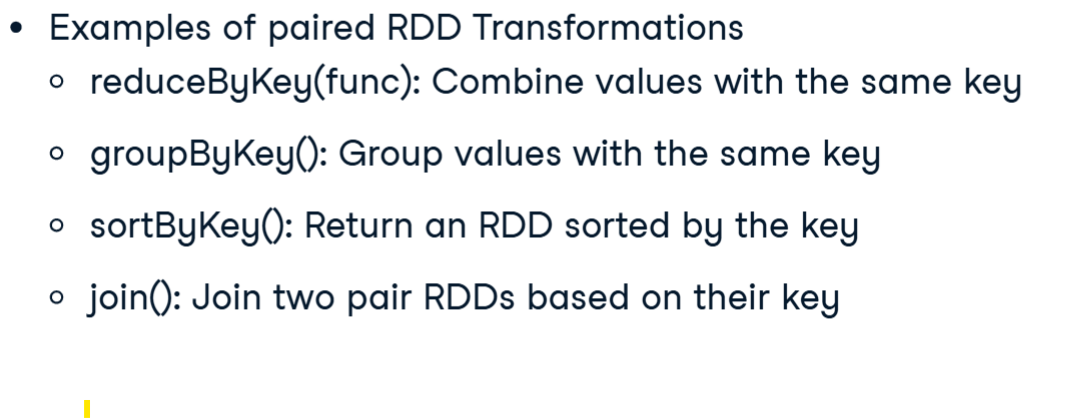 • Examples of paired RDD Transformations
○ reduceByKey(func): Combine values with the same key
○ groupByKey(): Group values with the same key
○ sortByKey(): Return an RDD sorted by the key
○ join(): Join two pair RDDs based on their key